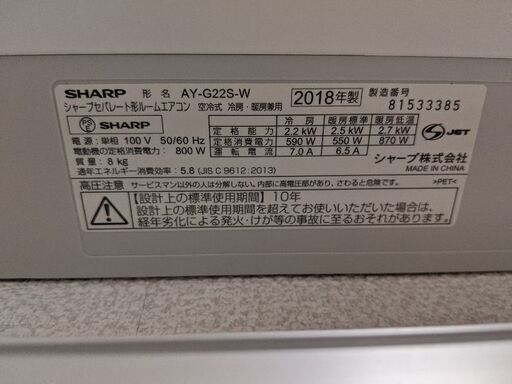 SHARP 形 名 AY-G22S-W 2018年製 製造番号
シャープセパレート形ルームエアコン 空冷式 冷房・暖房兼用 81533385
PS E SHARP 冷 房 暖房標準 暖房低温
定 格 能 力 2.2 kW 2.5 kW 2.7 kW JET
電 源:単相 100 V 50/60 Hz 定格消費電力 590 W 550 W 870 W
電動機の定格消費電力: 800 W 運 転 電 流 7.0 A 6.5 A シャープ株式会社
質 量: 8 kg MADE IN CHINA
通年エネルギー消費効率: 5.8 (JIS C 9612:2013)
高圧注意 サービスマン以外の人は分解しないでください。内部に高電圧部があり、さわると危険です。 >PET<
【設計上の標準使用期間】10年
設計上の標準使用期間を超えてお使いいただいた場合は、
経年劣化による発火・けが等の事故に至るおそれがあります。